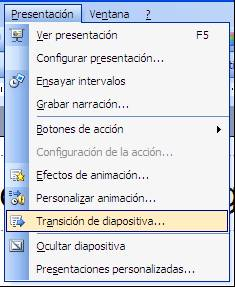 Presentación Ventana ?
Ver presentación F5
Configurar presentación...
Ensayar intervalos
Grabar narración...
Botones de acción
Configuración de la acción...
Efectos de animación...
Personalizar animación...
Transición de diapositiva...
Ocultar diapositiva
Presentaciones personalizadas...